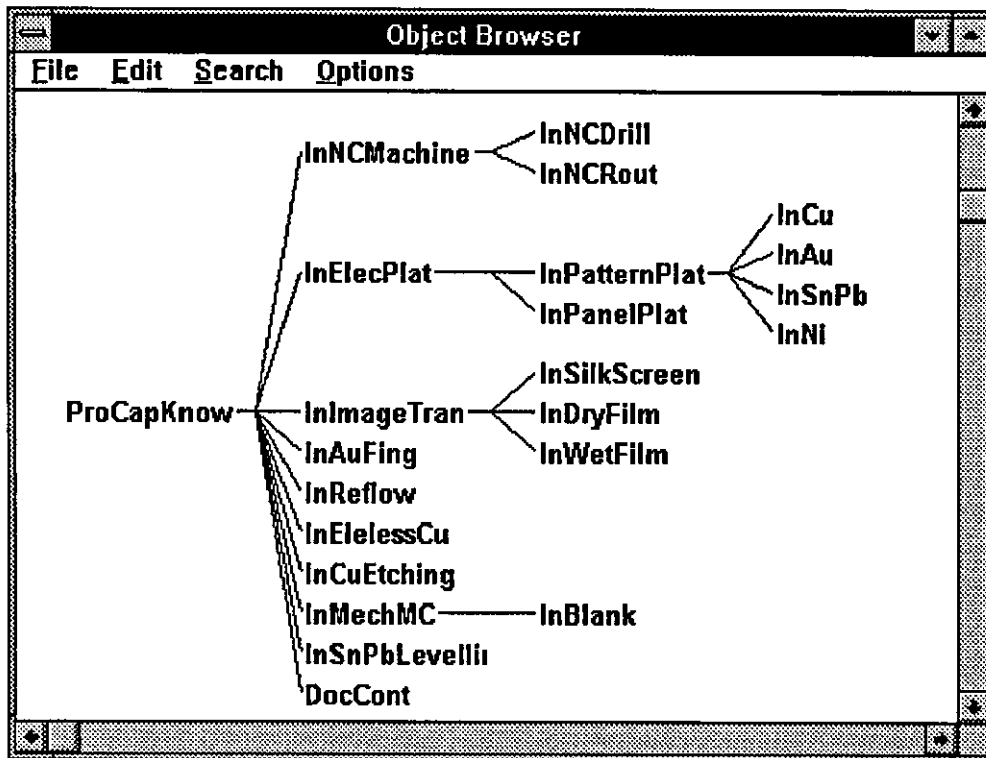 Object Browser
File Edit Search Options
InNCDrill
InNCMachine
InNCRout
InCu
InAu
InElecPlat InPatternPlat
InSnPb
InPanelPlat
InNi
InSilkScreen
ProCapKnow InImageTran InDryFilm
InAuFing InWetFilm
InReflow
InElelessCu
InCuEtching
InMechMC InBlank
InSnPbLevellin
DocCont